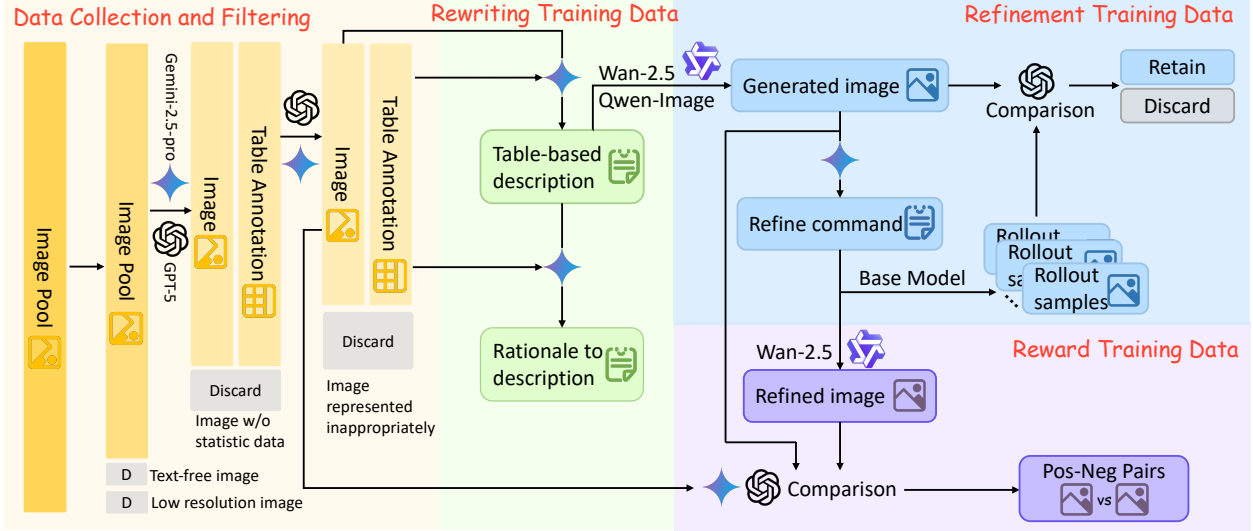 Data Collection and Filtering
Image Pool
Image Pool
D
Text-free image
D
Low resolution image
Gemini-2.5-pro
GPT-5
Image
Table Annotation
Discard
Image w/o
statistic data
Image
Table Annotation
Discard
Image
represented
inappropriately
Rewriting Training Data
Table-based
description
Rationale to
description
Wan-2.5
Qwen-Image
Refinement Training Data
Generated image
Comparison
Retain
Discard
Refine command
Base Model
Rollout
sa
Rollout
sa
Rollout
samples
Reward Training Data
Wan-2.5
Refined image
Comparison
Pos-Neg Pairs
vs